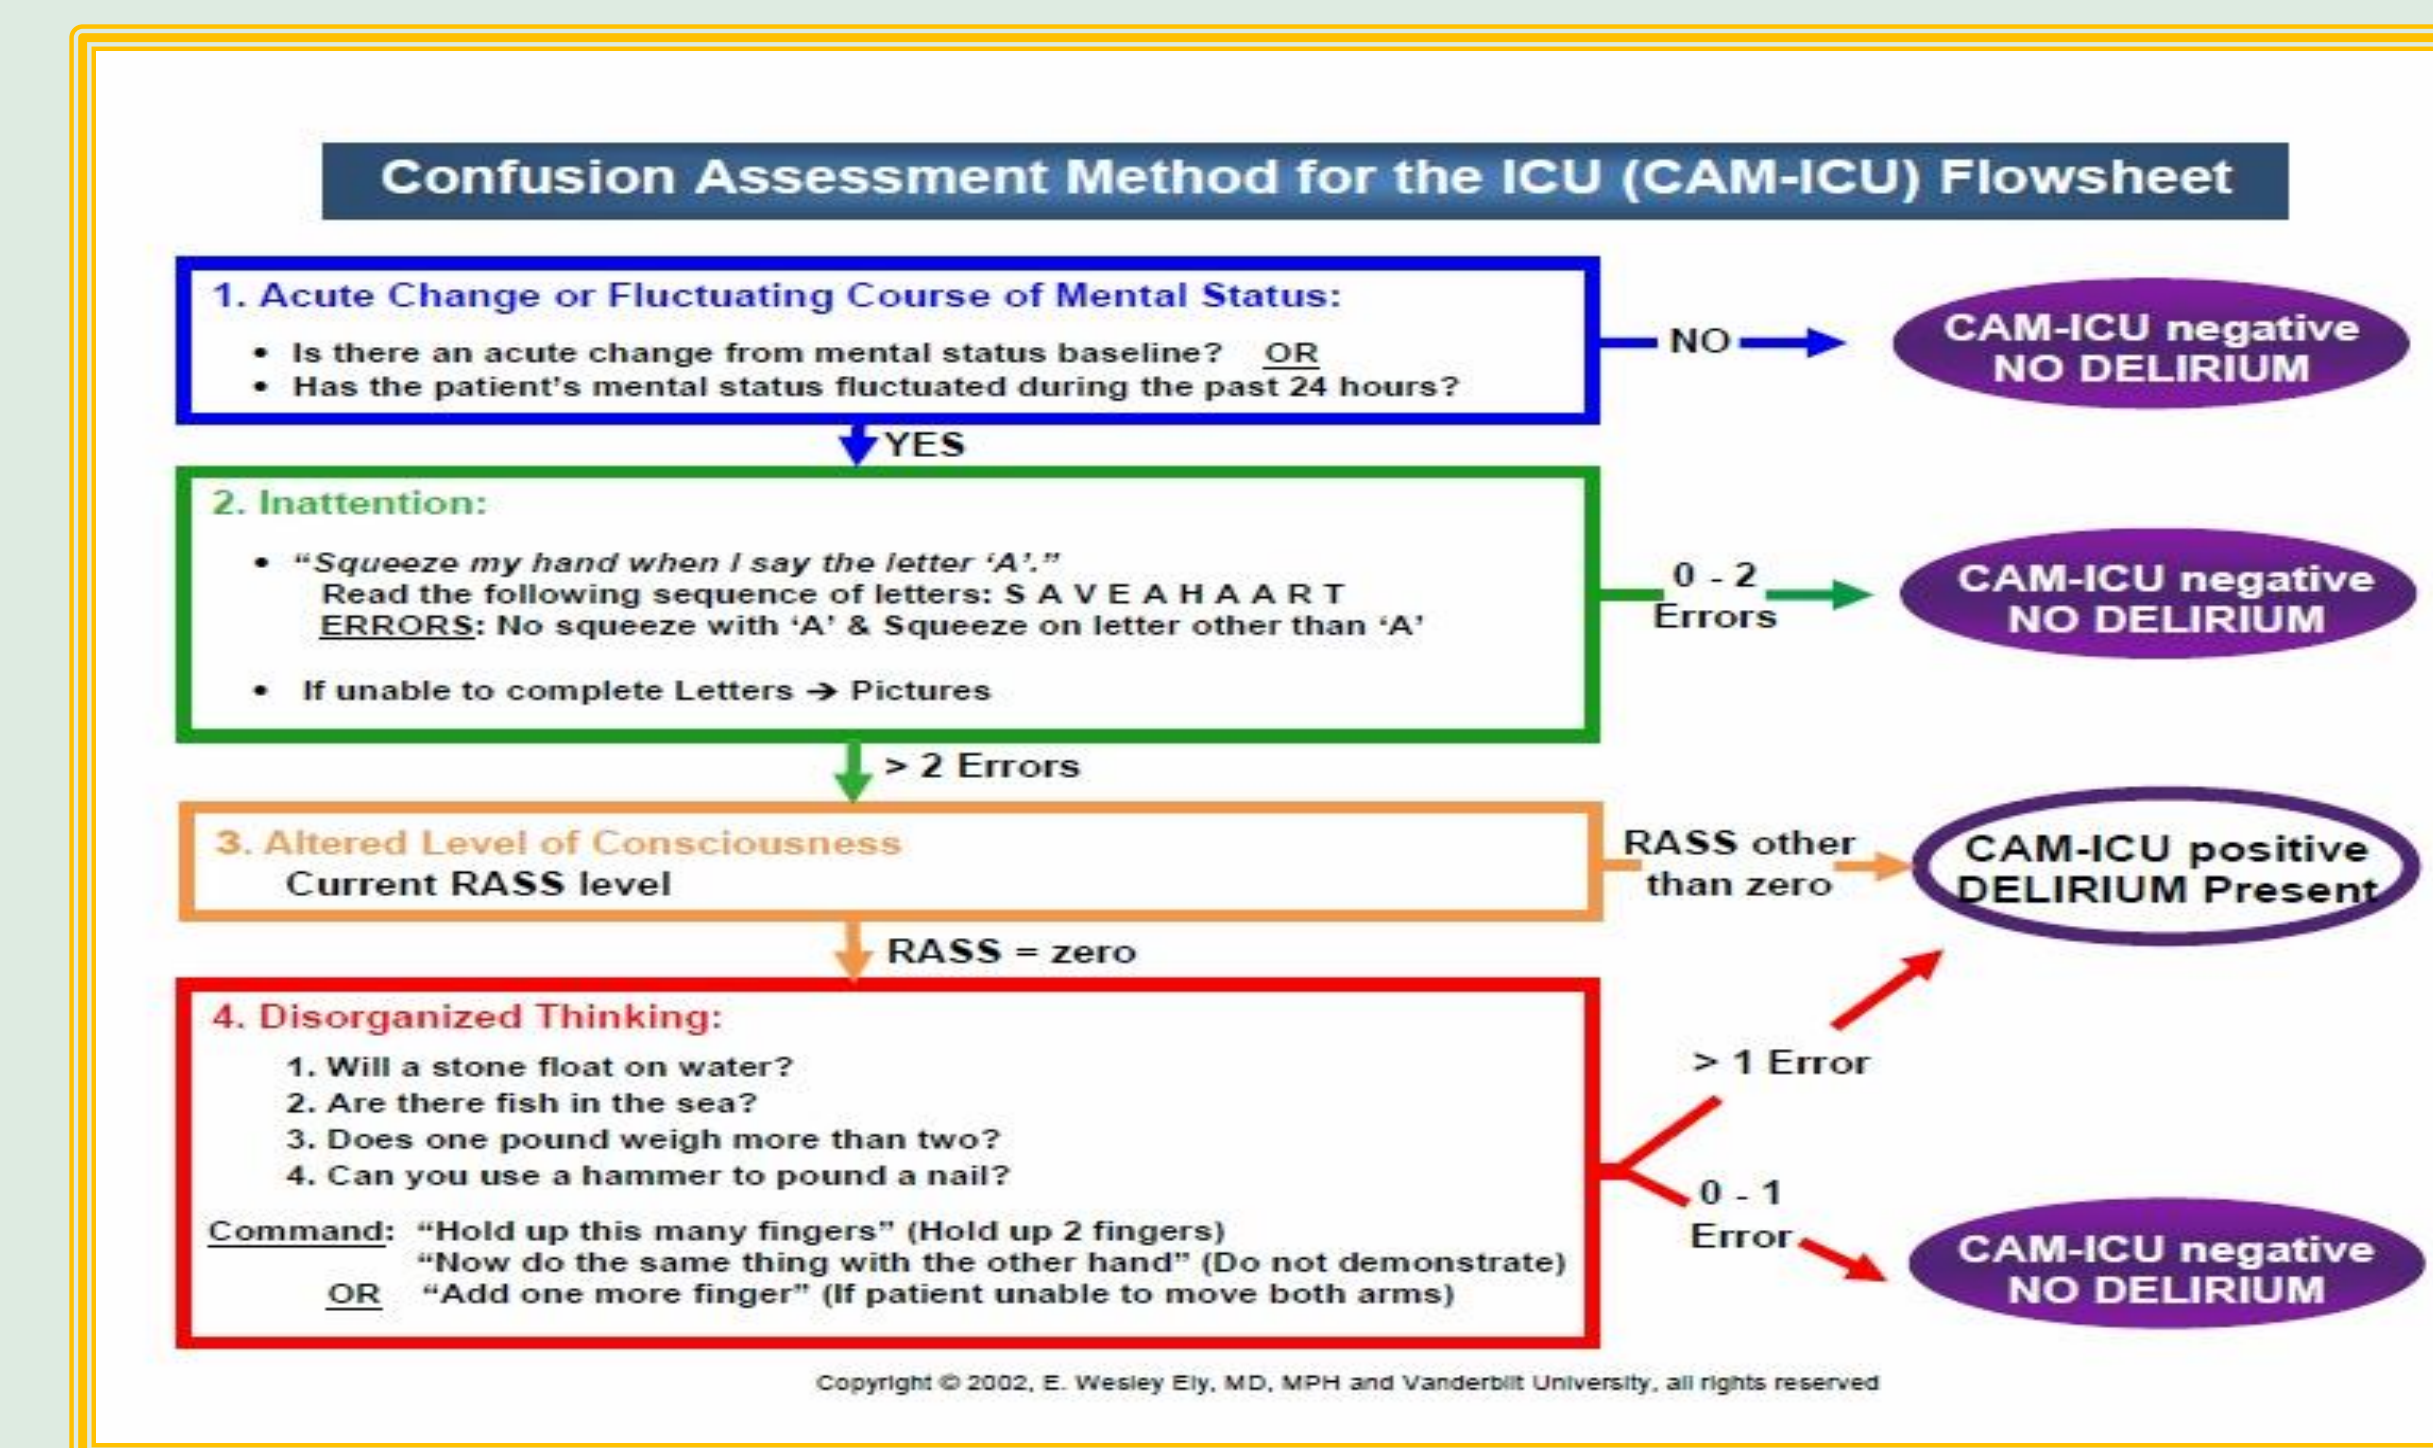 Confusion Assessment Method for the ICU (CAM-ICU) Flowsheet
1. Acute Change or Fluctuating Course of Mental Status:
• Is there an acute change from mental status baseline? OR
• Has the patient's mental status fluctuated during the past 24 hours?
NO
CAM-ICU negative
NO DELIRIUM
YES
2. Inattention:
• “Squeeze my hand when I say the letter ‘A’.”
Read the following sequence of letters: S A V E A H A A R T
ERRORS: No squeeze with ‘A’ & Squeeze on letter other than ‘A’
• If unable to complete Letters → Pictures
0 - 2
Errors
CAM-ICU negative
NO DELIRIUM
> 2 Errors
3. Altered Level of Consciousness
Current RASS level
RASS other
than zero
CAM-ICU positive
DELIRIUM Present
RASS = zero
4. Disorganized Thinking:
1. Will a stone float on water?
2. Are there fish in the sea?
3. Does one pound weigh more than two?
4. Can you use a hammer to pound a nail?
Command: “Hold up this many fingers” (Hold up 2 fingers)
“Now do the same thing with the other hand” (Do not demonstrate)
OR “Add one more finger” (If patient unable to move both arms)
> 1 Error
0 - 1
Error
CAM-ICU negative
NO DELIRIUM
Copyright © 2002, E. Wesley Ely, MD, MPH and Vanderbilt University, all rights reserved